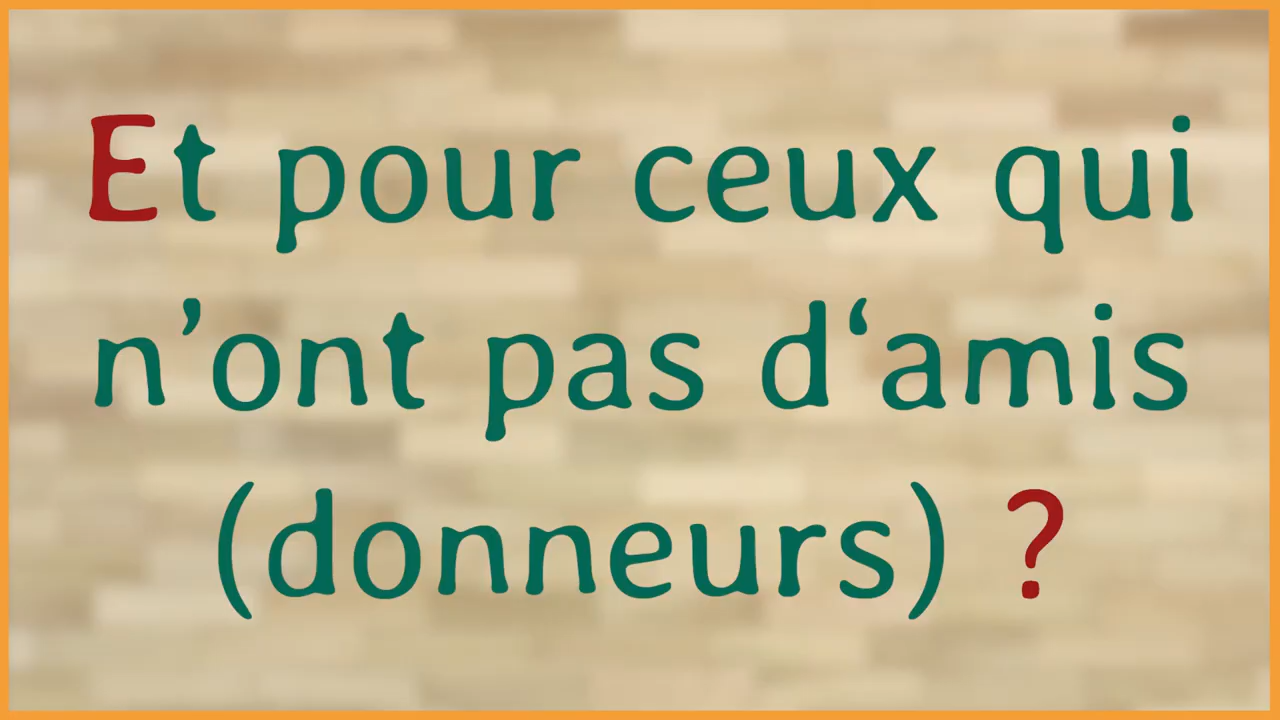 Et pour ceux qui
n’ont pas d‘amis
(donneurs) ?